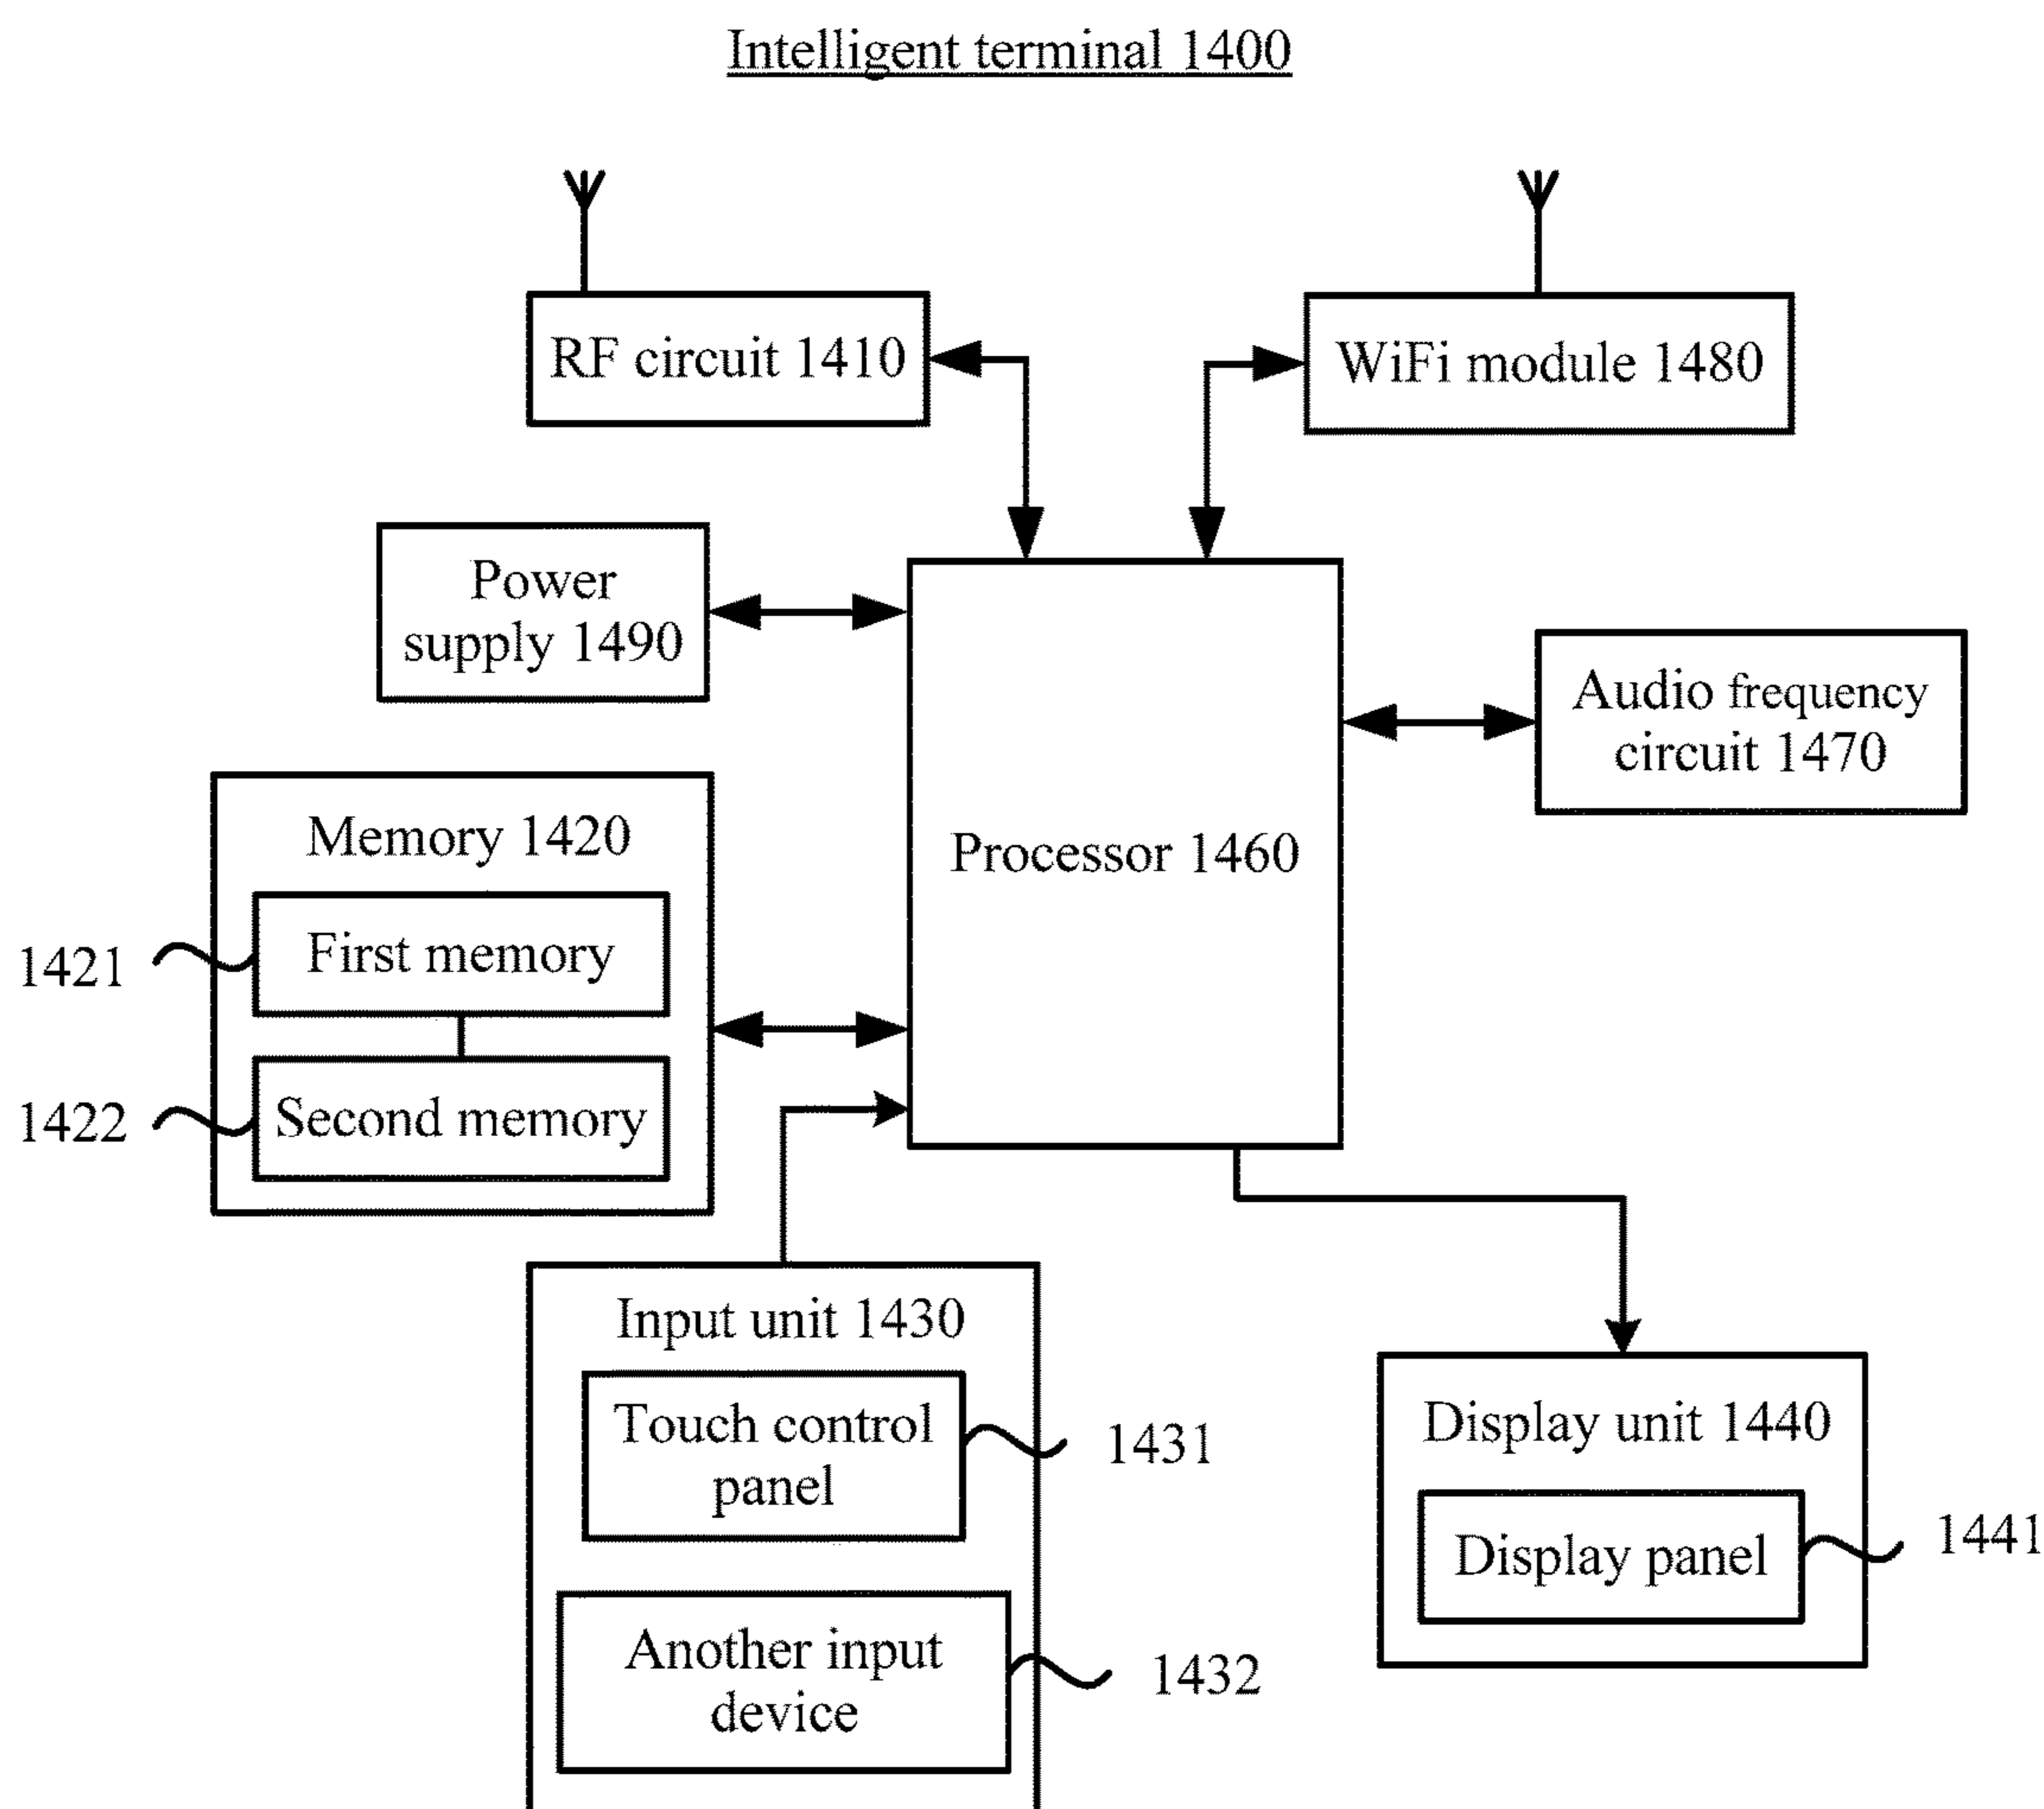 Intelligent terminal 1400
RF circuit 1410
WiFi module 1480
Power
supply 1490
Audio frequency
circuit 1470
Memory 1420
Processor 1460
First memory
1421
Second memory
1422
Input unit 1430
Touch control
panel
1431
Display unit 1440
Display panel
1441
Another input
device
1432